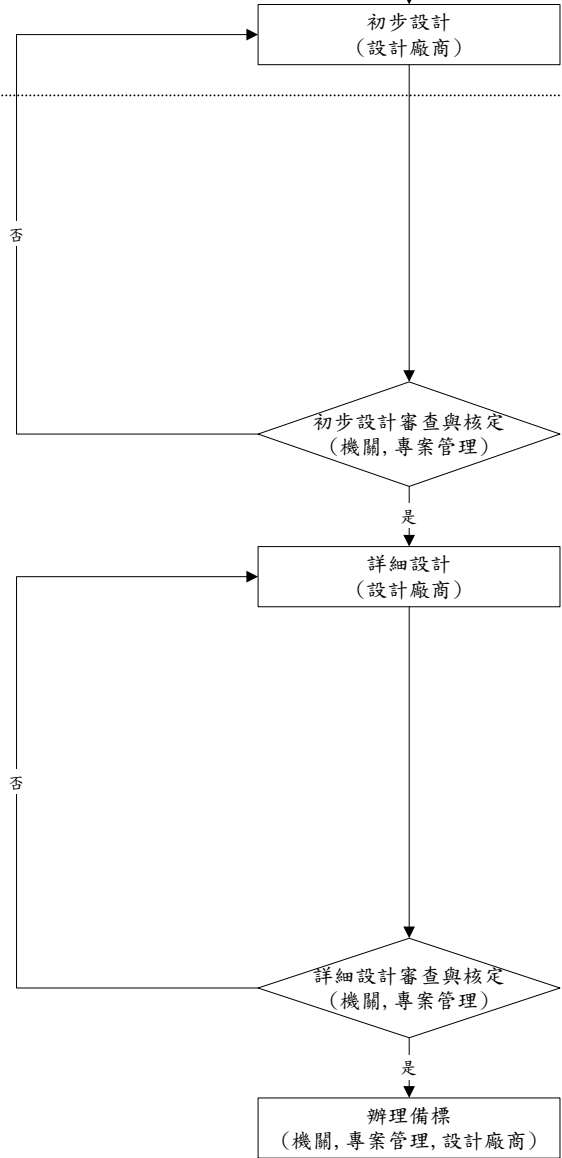 初步設計
(設計廠商)
否
初步設計審查與核定
(機關,專案管理)
是
詳細設計
(設計廠商)
否
詳細設計審查與核定
(機關,專案管理)
是
辦理備標
(機關,專案管理,設計廠商)